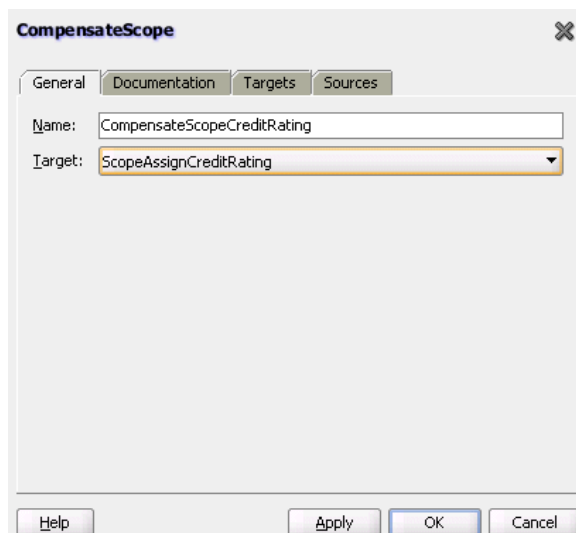 CompensateScope
General Documentation Targets Sources
Name: CompensateScopeCreditRating
Target: ScopeAssignCreditRating
Help Apply OK Cancel